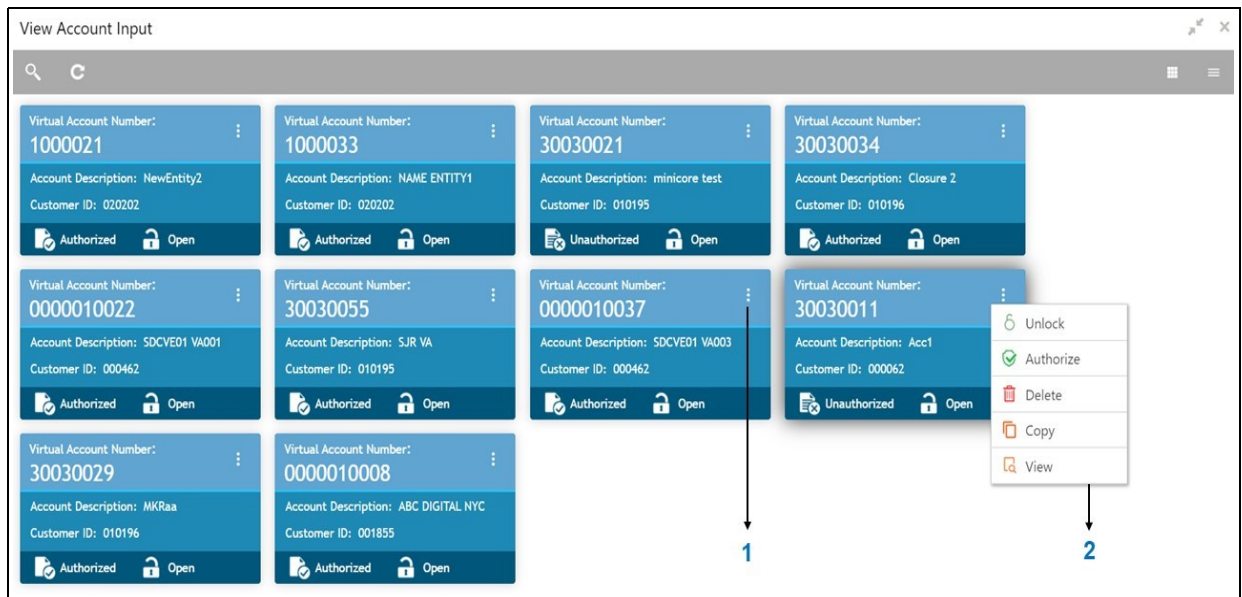 View Account Input
Virtual Account Number:
1000021
Account Description: NewEntity2
Customer ID: 020202
Authorized Open
Virtual Account Number:
1000033
Account Description: NAME ENTITY1
Customer ID: 020202
Authorized Open
Virtual Account Number:
30030021
Account Description: minicore test
Customer ID: 010195
Unauthorized Open
Virtual Account Number:
30030034
Account Description: Closure 2
Customer ID: 010196
Authorized Open
Virtual Account Number:
0000010022
Account Description: SDCVE01 VA001
Customer ID: 000462
Authorized Open
Virtual Account Number:
30030055
Account Description: SJR VA
Customer ID: 010195
Authorized Open
Virtual Account Number:
0000010037
Account Description: SDCVE01 VA003
Customer ID: 000462
Authorized Open
Virtual Account Number:
30030011
Account Description: Acc1
Customer ID: 000062
Unauthorized Open
Unlock
Authorize
Delete
Copy
View
Virtual Account Number:
30030029
Account Description: MKRaa
Customer ID: 010196
Authorized Open
Virtual Account Number:
0000010008
Account Description: ABC DIGITAL NYC
Customer ID: 001855
Authorized Open
1
2